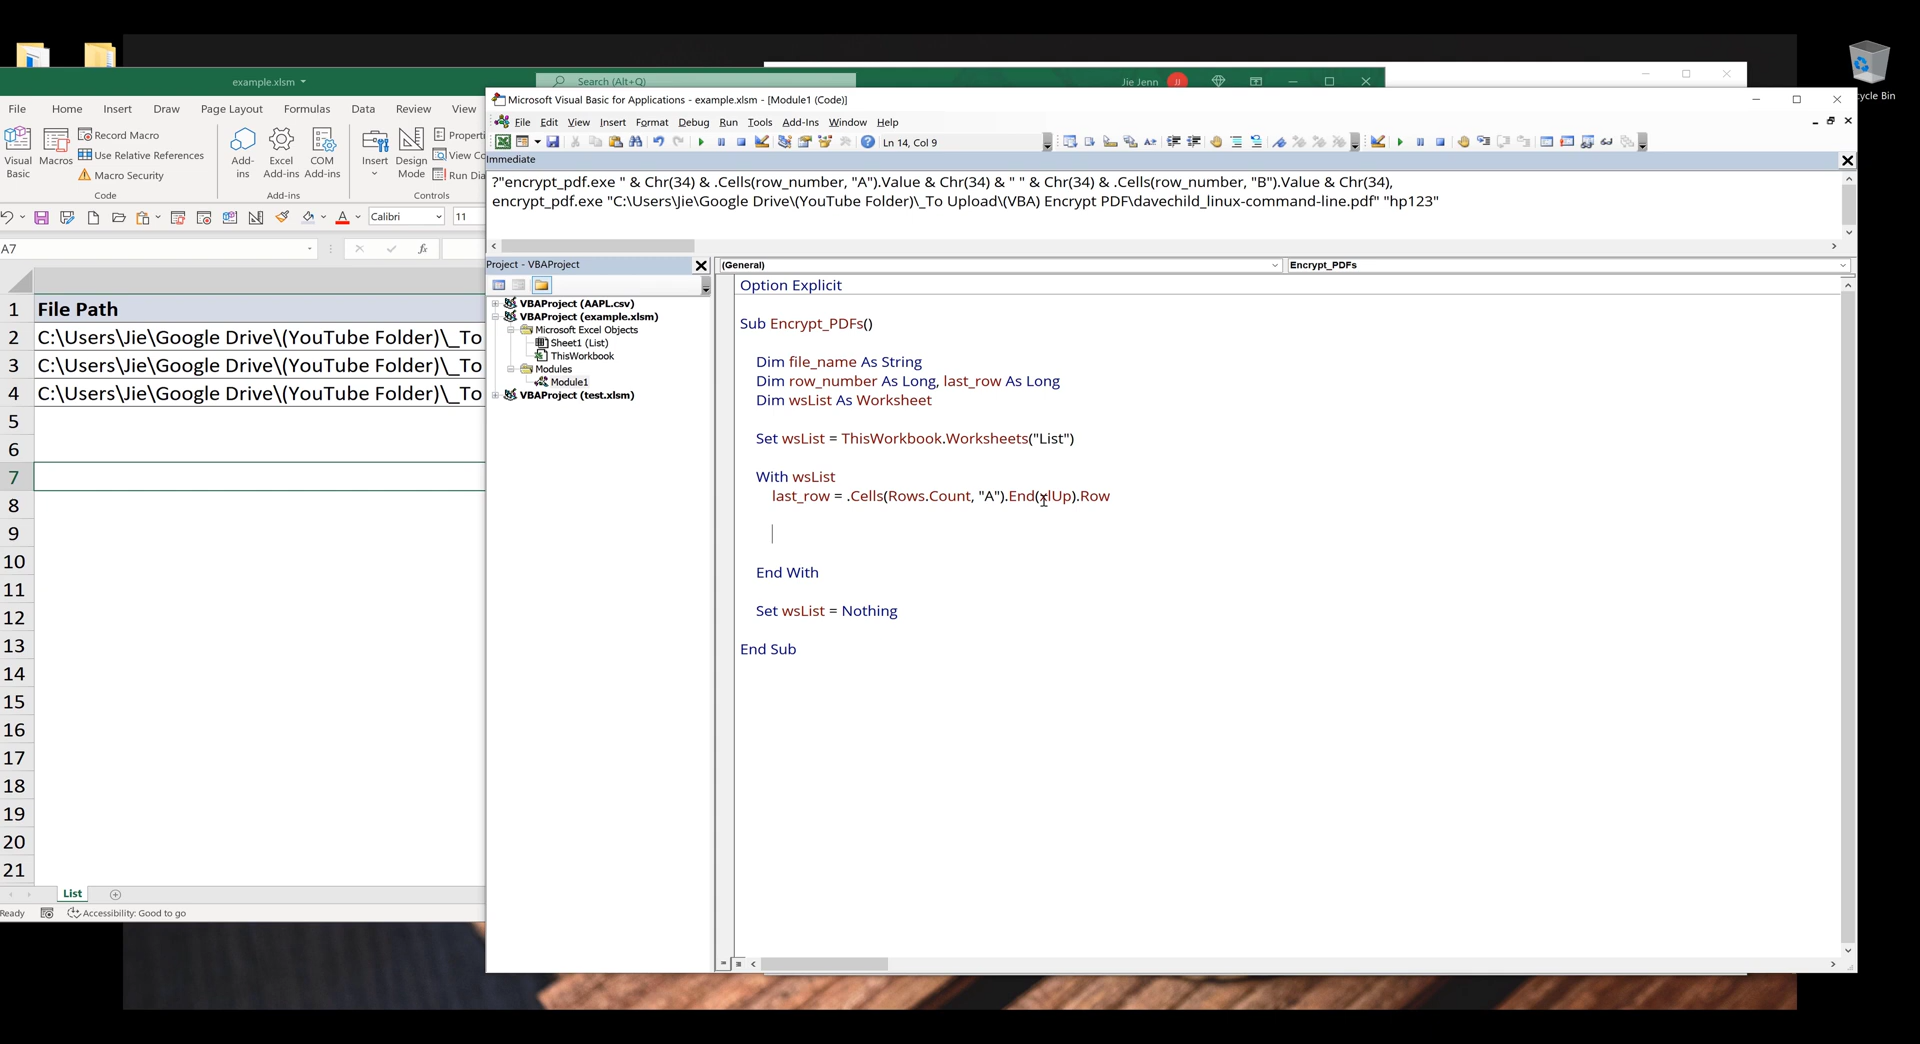 example.xlsm
Search (Alt+Q)
Jie Jenn
JJ
cycle Bin
File Home Insert Draw Page Layout Formulas Data Review View
Visual Basic
Macros
Record Macro
Use Relative References
Macro Security
Code
Add-ins
Excel Add-ins
COM Add-ins
Add-ins
Insert
Design Mode
Properti
View Co
Run Dia
Controls
Calibri
11
A7
fx
1 File Path
2 C:\Users\Jie\Google Drive\(YouTube Folder)\_To
3 C:\Users\Jie\Google Drive\(YouTube Folder)\_To
4 C:\Users\Jie\Google Drive\(YouTube Folder)\_To
5
6
7
8
9
10
11
12
13
14
15
16
17
18
19
20
21
List
Ready
Accessibility: Good to go
Microsoft Visual Basic for Applications - example.xlsm - [Module1 (Code)]
File Edit View Insert Format Debug Run Tools Add-Ins Window Help
Ln 14, Col 9
Immediate
?"encrypt_pdf.exe " & Chr(34) & .Cells(row_number, "A").Value & Chr(34) & " " & Chr(34) & .Cells(row_number, "B").Value & Chr(34),
encrypt_pdf.exe "C:\Users\Jie\Google Drive\(YouTube Folder)\_To Upload\(VBA) Encrypt PDF\davechild_linux-command-line.pdf" "hp123"
Project - VBAProject
VBAProject (AAPL.csv)
VBAProject (example.xlsm)
Microsoft Excel Objects
Sheet1 (List)
ThisWorkbook
Modules
Module1
VBAProject (test.xlsm)
(General)
Encrypt_PDFs
Option Explicit
Sub Encrypt_PDFs()
Dim file_name As String
Dim row_number As Long, last_row As Long
Dim wsList As Worksheet
Set wsList = ThisWorkbook.Worksheets("List")
With wsList
last_row = .Cells(Rows.Count, "A").End(xlUp).Row
End With
Set wsList = Nothing
End Sub